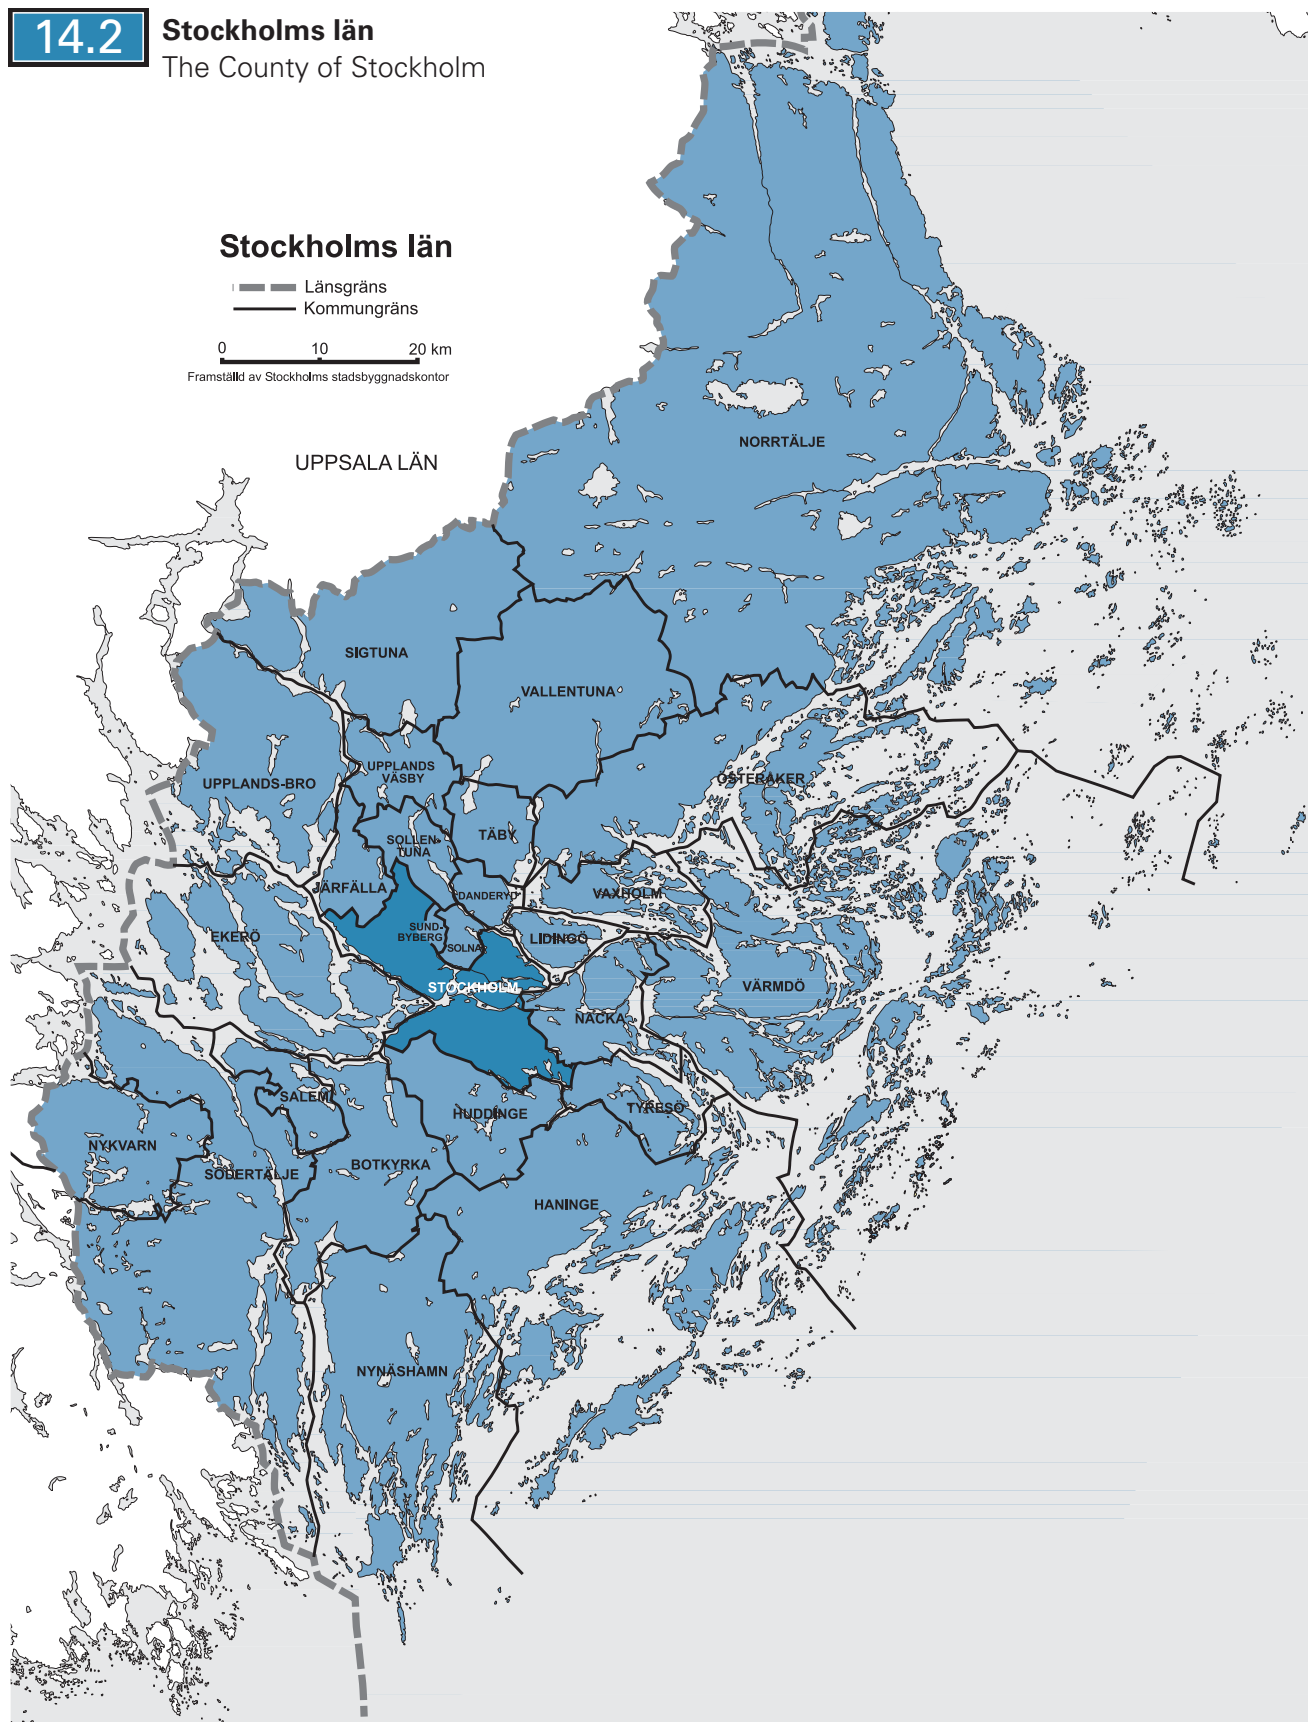 14.2
Stockholms län
The County of Stockholm
Stockholms län
Länsgräns
Kommungräns
0 10 20 km
Framställd av Stockholms stadsbyggnadskontor
UPPSALA LÄN
NORRTÄLJE
SIGTUNA
VALLENTUNA
UPPLANDS
VÄSBY
UPPLANDS-BRO
ÖSTERÅKER
TÄBY
SOLLEN-
TUNA
JÄRFÄLLA
DANDERYD
VAXHOLM
EKERÖ
SUND-
BYBERG
SOLNA
LIDINGÖ
STOCKHOLM
VÄRMDÖ
NACKA
SALEM
HUDDINGE
TYRESÖ
NYKVARN
SÖDERTÄLJE
BOTKYRKA
HANINGE
NYNÄSHAMN